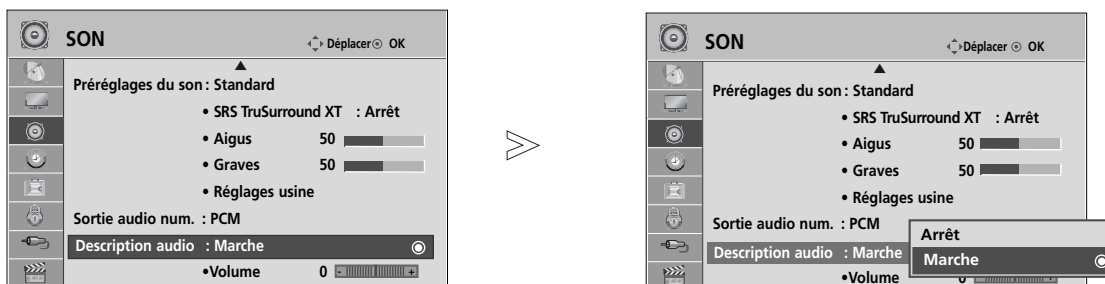 SON
Déplacer OK
Préréglages du son : Standard
• SRS TruSurround XT : Arrêt
• Aigus 50
• Graves 50
• Réglages usine
Sortie audio num. : PCM
Description audio : Marche
•Volume 0 - +
SON
Déplacer OK
Préréglages du son : Standard
• SRS TruSurround XT : Arrêt
• Aigus 50
• Graves 50
• Réglages usine
Sortie audio num. : PCM
Description audio : Marche
•Volume 0 - +
Arrêt
Marche